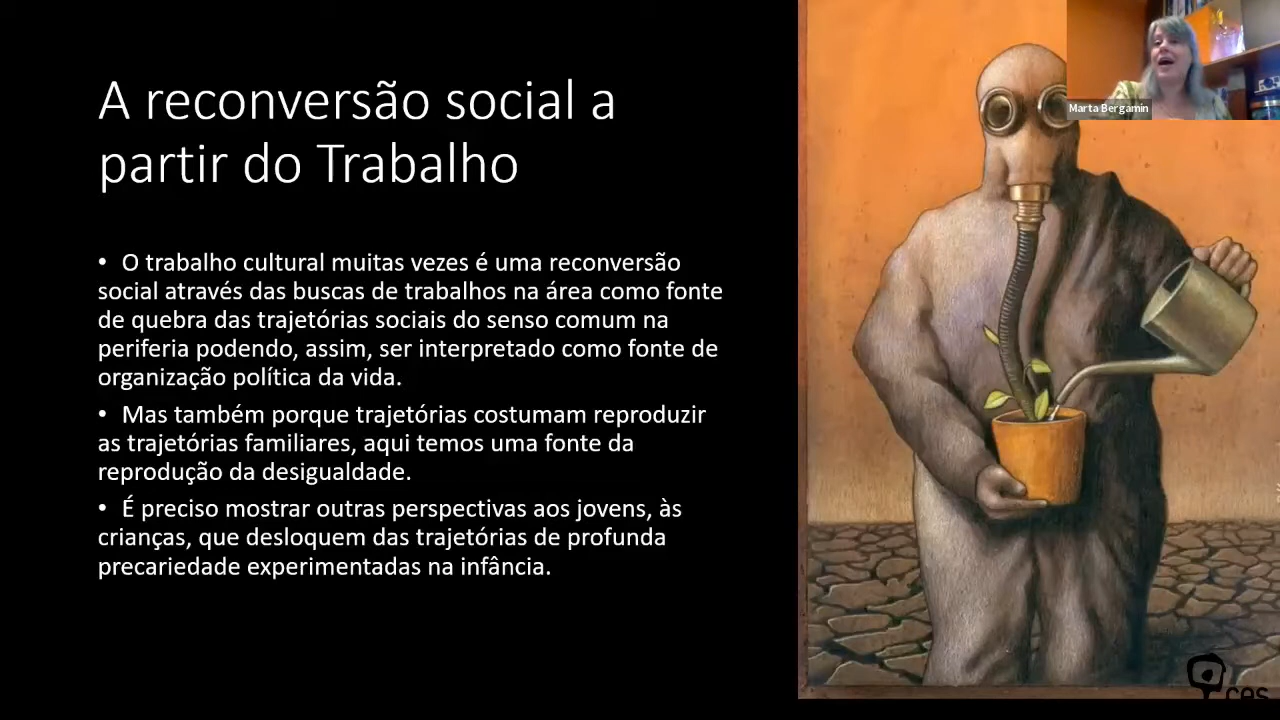 A reconversão social a
partir do Trabalho
• O trabalho cultural muitas vezes é uma reconversão
social através das buscas de trabalhos na área como fonte
de quebra das trajetórias sociais do senso comum na
periferia podendo, assim, ser interpretado como fonte de
organização política da vida.
• Mas também porque trajetórias costumam reproduzir
as trajetórias familiares, aqui temos uma fonte da
reprodução da desigualdade.
• É preciso mostrar outras perspectivas aos jovens, às
crianças, que desloquem das trajetórias de profunda
precariedade experimentadas na infância.
Marta Bergamin
ces